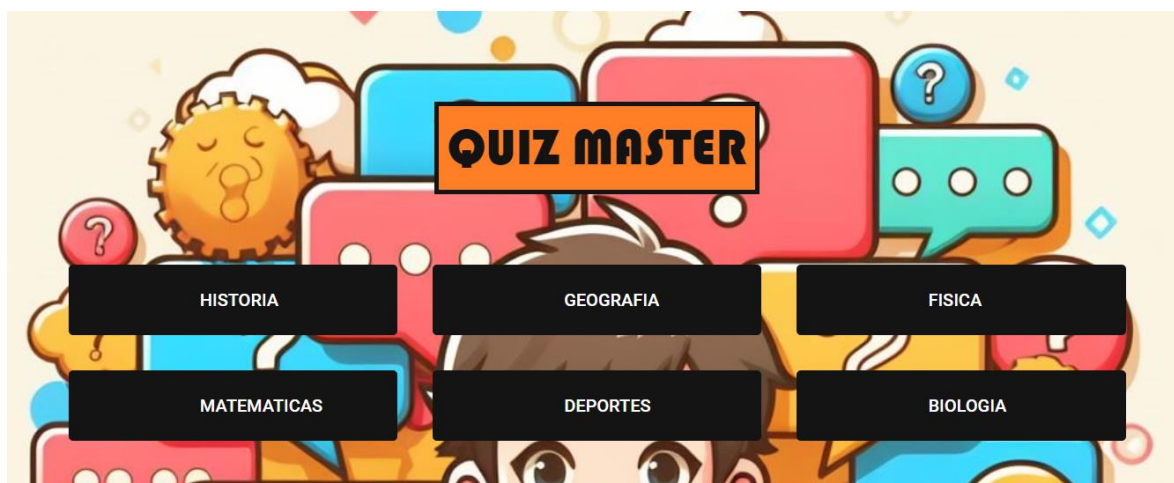 QUIZ MASTER
HISTORIA GEOGRAFIA FISICA
MATEMATICAS DEPORTES BIOLOGIA